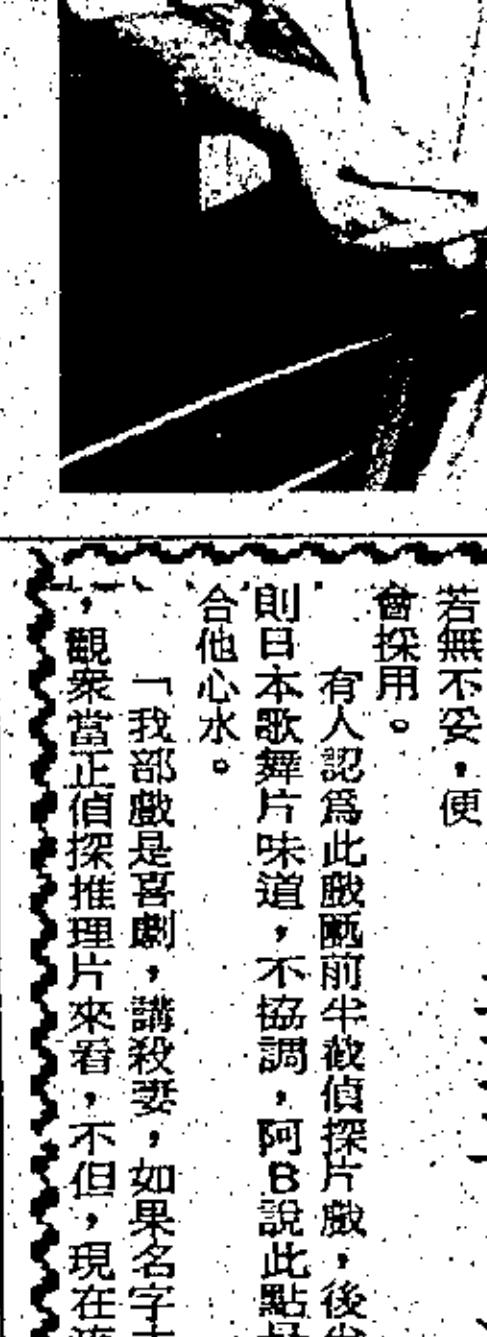 若無不妥，便
會採用。
有人認爲此戲甎前半截偵探片戲，後
則日本歌舞片味道，不協調，阿B說此點
合他心水。
「我部戲是喜劇，講殺妻，如果名字
，觀衆當正偵探推理片來看，不但，現在